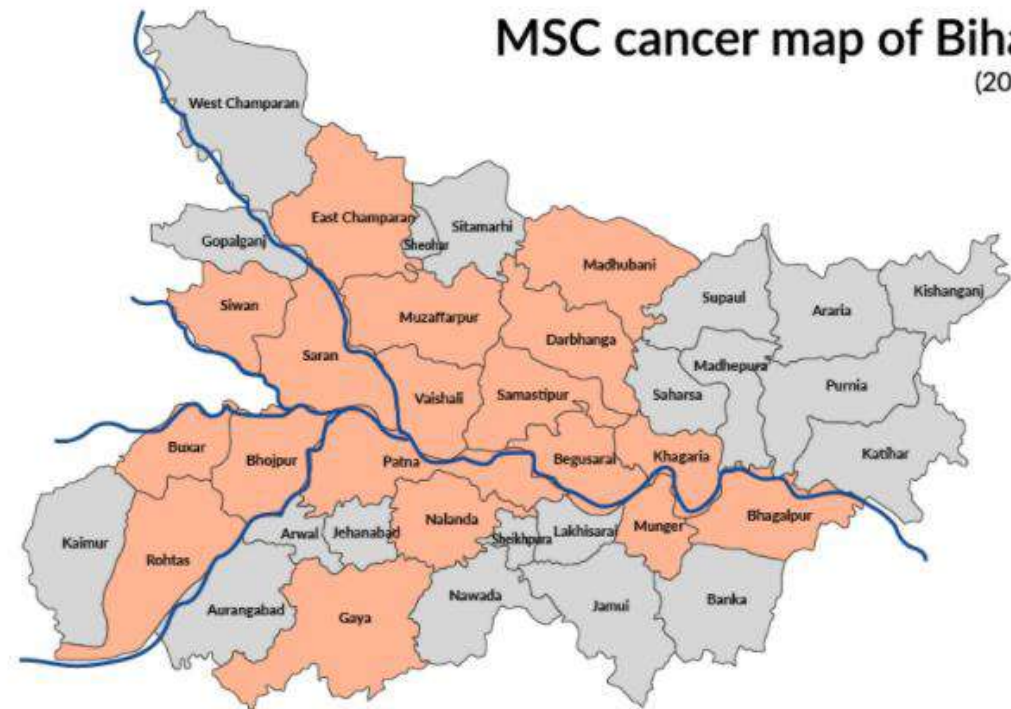 MSC cancer map of Biha
(20
West Champaran
East Champaran
Sitamarhi
Sheohar
Gopalganj
Madhubani
Kishanganj
Supaul
Araria
Siwan
Muzaffarpur
Darbhanga
Saran
Madhepura
Purnia
Vaishali
Samastipur
Saharsa
Buxar
Bhojpur
Patna
Begusarai
Khagaria
Katihar
Nalanda
Munger
Bhagalpur
Arwal
Jehanabad
Sheikhpura
Lakhisarai
Kaimur
Rohtas
Aurangabad
Gaya
Nawada
Jamui
Banka